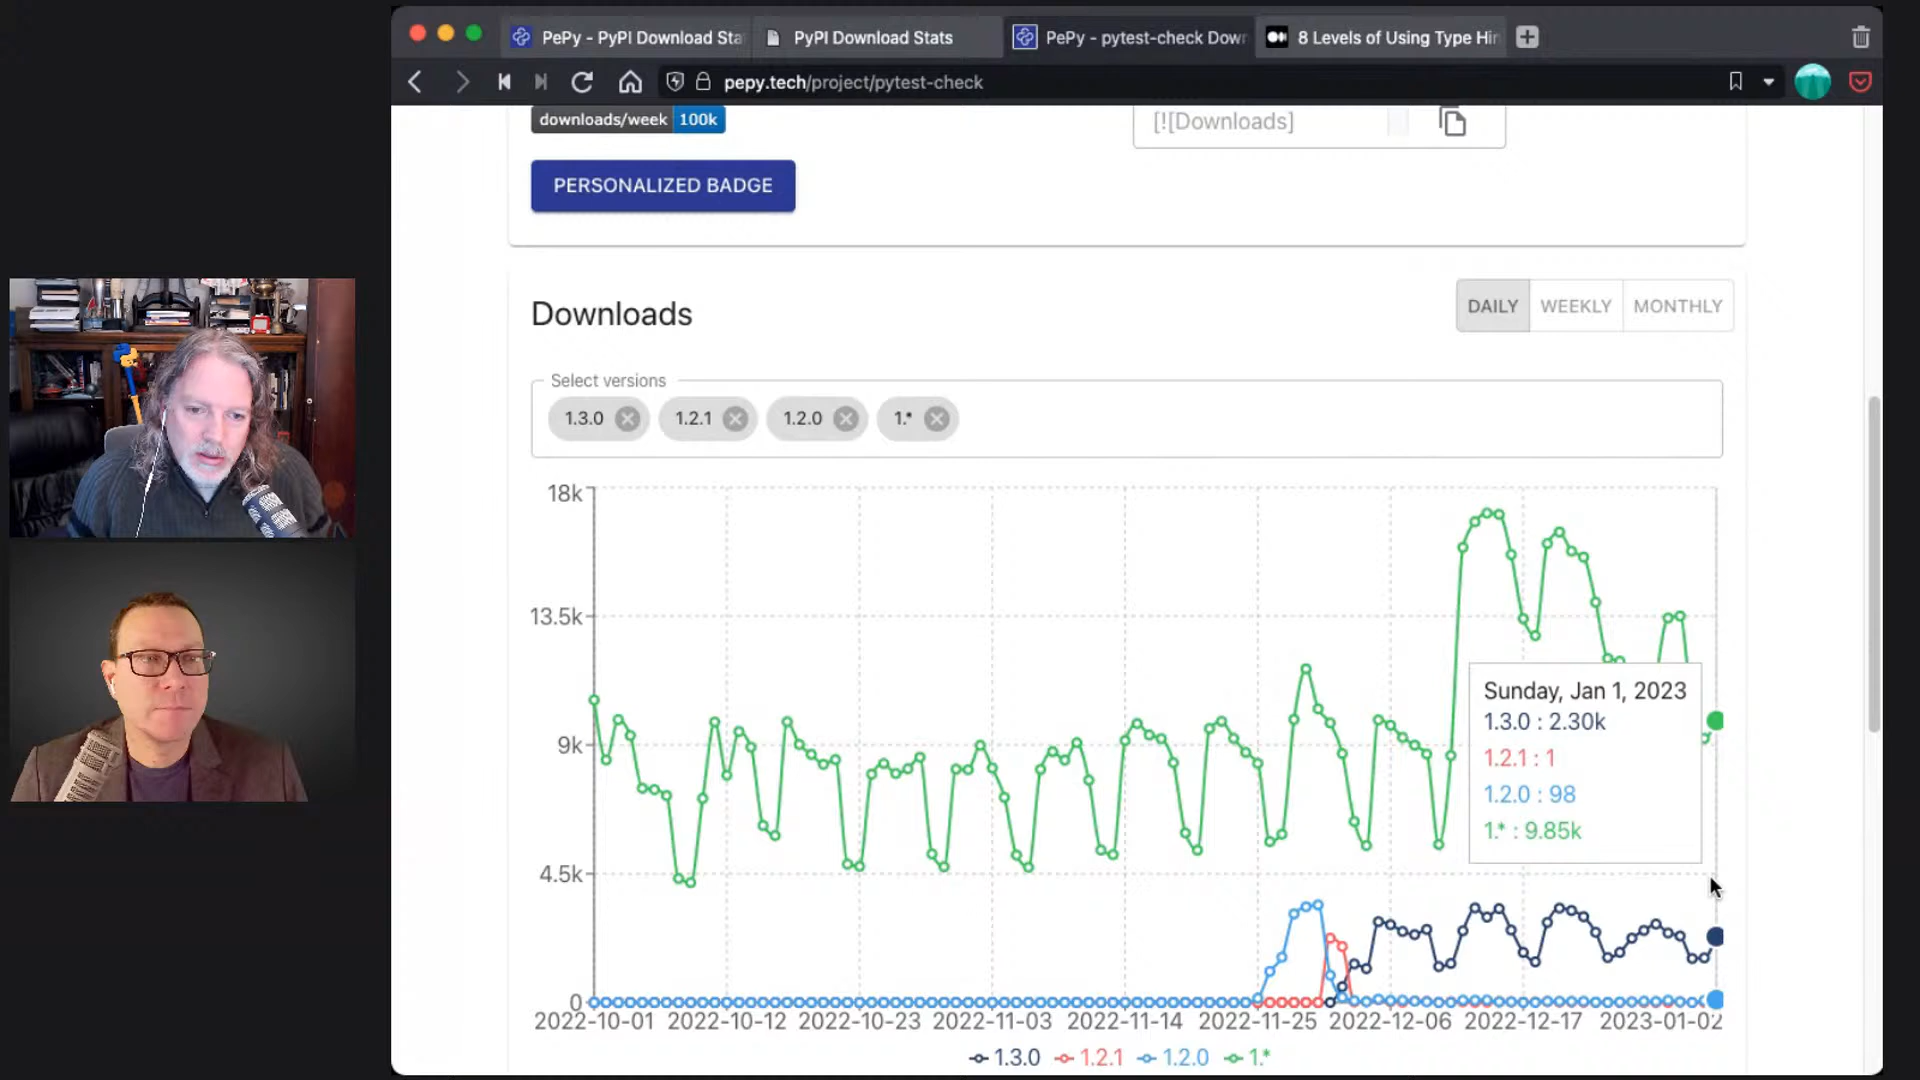 PePy - PyPI Download Sta
PyPI Download Stats
PePy - pytest-check Down
8 Levels of Using Type Hin
pepy.tech/project/pytest-check
downloads/week 100k
[![Downloads]
PERSONALIZED BADGE
Downloads
DAILY WEEKLY MONTHLY
Select versions
1.3.0 1.2.1 1.2.0 1.*
18k
13.5k
9k
4.5k
0
Sunday, Jan 1, 2023
1.3.0 : 2.30k
1.2.1 : 1
1.2.0 : 98
1.* : 9.85k
2022-10-01 2022-10-12 2022-10-23 2022-11-03 2022-11-14 2022-11-25 2022-12-06 2022-12-17 2023-01-02
1.3.0 1.2.1 1.2.0 1.*